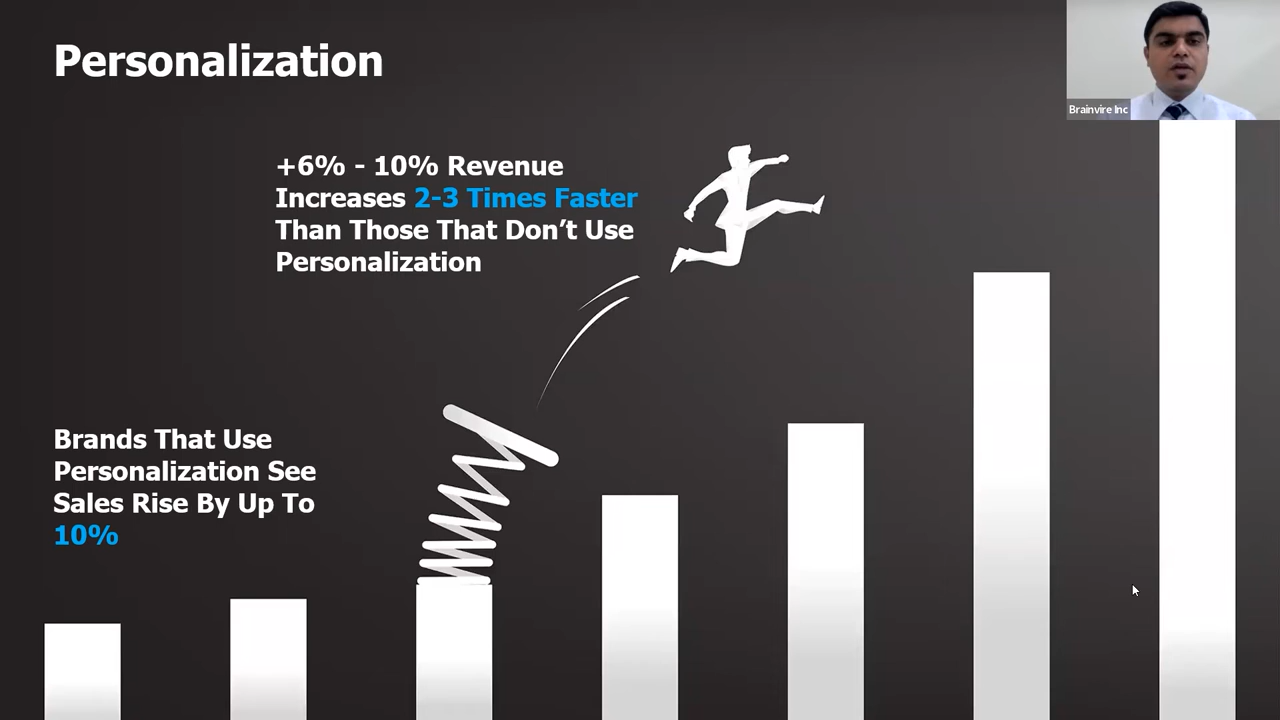 Personalization
Brainvire Inc
+6% - 10% Revenue
Increases 2-3 Times Faster
Than Those That Don’t Use
Personalization
Brands That Use
Personalization See
Sales Rise By Up To
10%